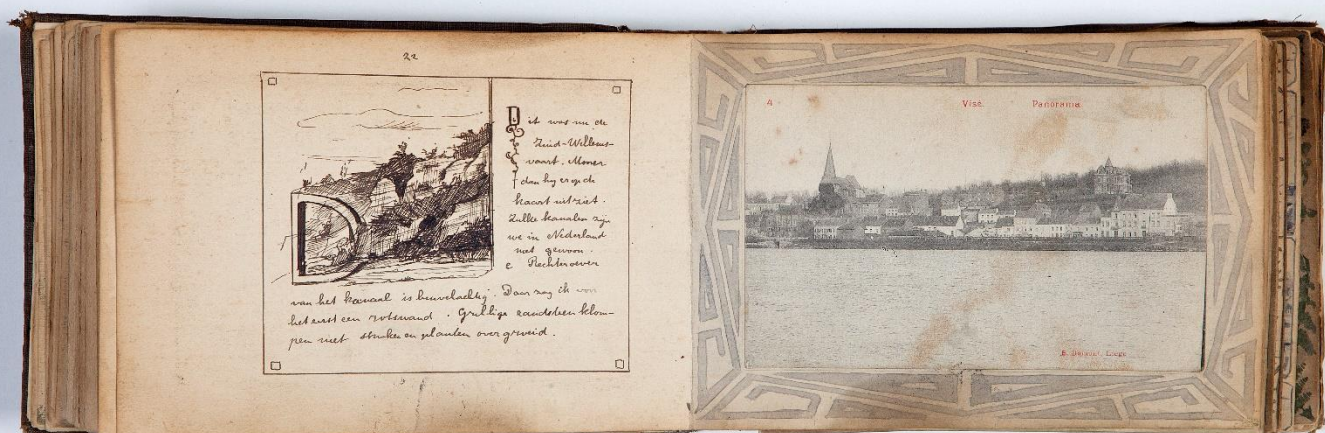 22
Dit was nu de
Zuid-Willems-
vaart. Mooier
dan hij er op de
kaart uitziet.
Zulke kanalen zijn
we in Nederland
niet gewoon.
De Rechteroever
van het kanaal is heuvelachtig. Daar zag ik voor
het eerst een rotswand. Grillige zandsteen klom-
pen met struiken en planten overgroeid.
4 Visé. Panorama
Liége